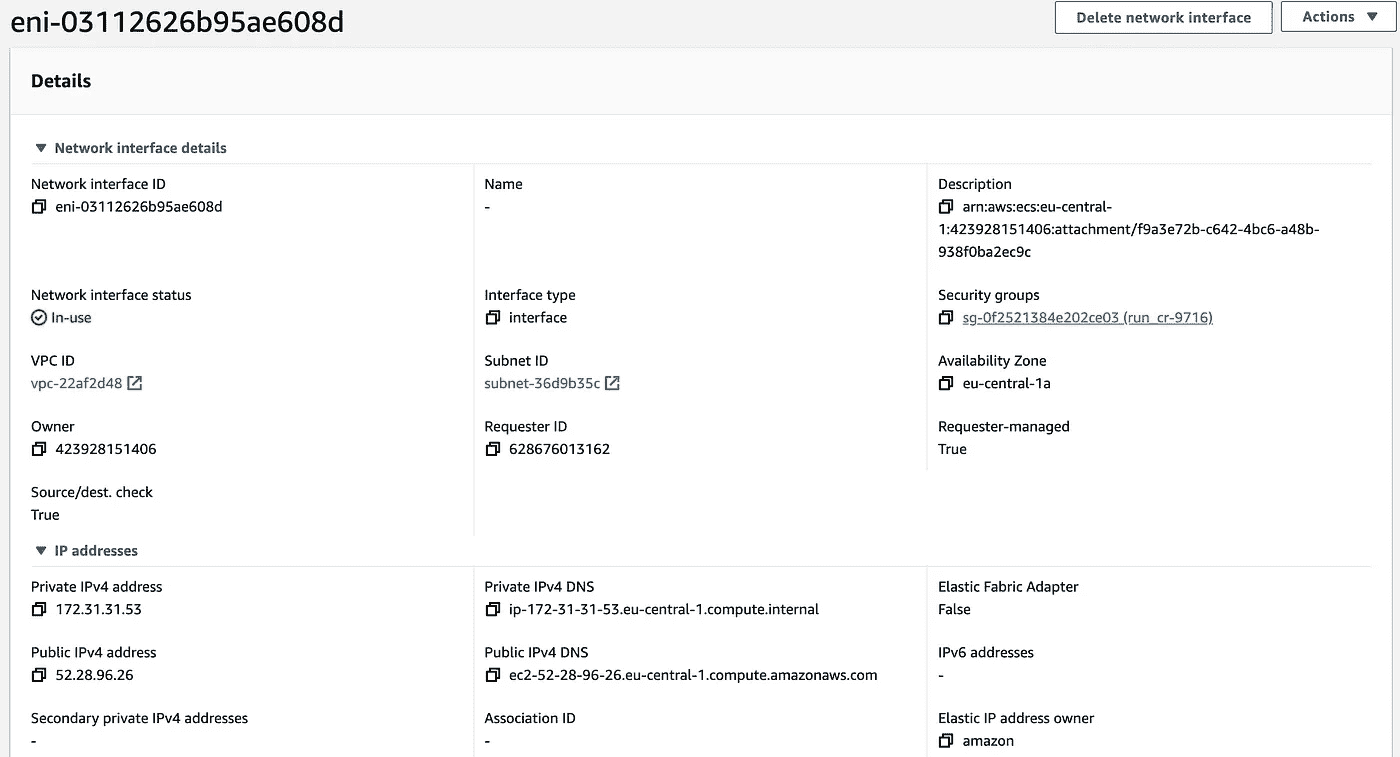 eni-03112626b95ae608d
Delete network interface
Actions
Details
Network interface details
Network interface ID
eni-03112626b95ae608d
Name
-
Description
arn:aws:ecs:eu-central-
1:423928151406:attachment/f9a3e72b-c642-4bc6-a48b-
938f0ba2ec9c
Network interface status
In-use
Interface type
interface
Security groups
sg-0f2521384e202ce03 (run_cr-9716)
VPC ID
vpc-22af2d48
Subnet ID
subnet-36d9b35c
Availability Zone
eu-central-1a
Owner
423928151406
Requester ID
628676013162
Requester-managed
True
Source/dest. check
True
IP addresses
Private IPv4 address
172.31.31.53
Private IPv4 DNS
ip-172-31-31-53.eu-central-1.compute.internal
Elastic Fabric Adapter
False
Public IPv4 address
52.28.96.26
Public IPv4 DNS
ec2-52-28-96-26.eu-central-1.compute.amazonaws.com
IPv6 addresses
-
Secondary private IPv4 addresses
-
Association ID
-
Elastic IP address owner
amazon